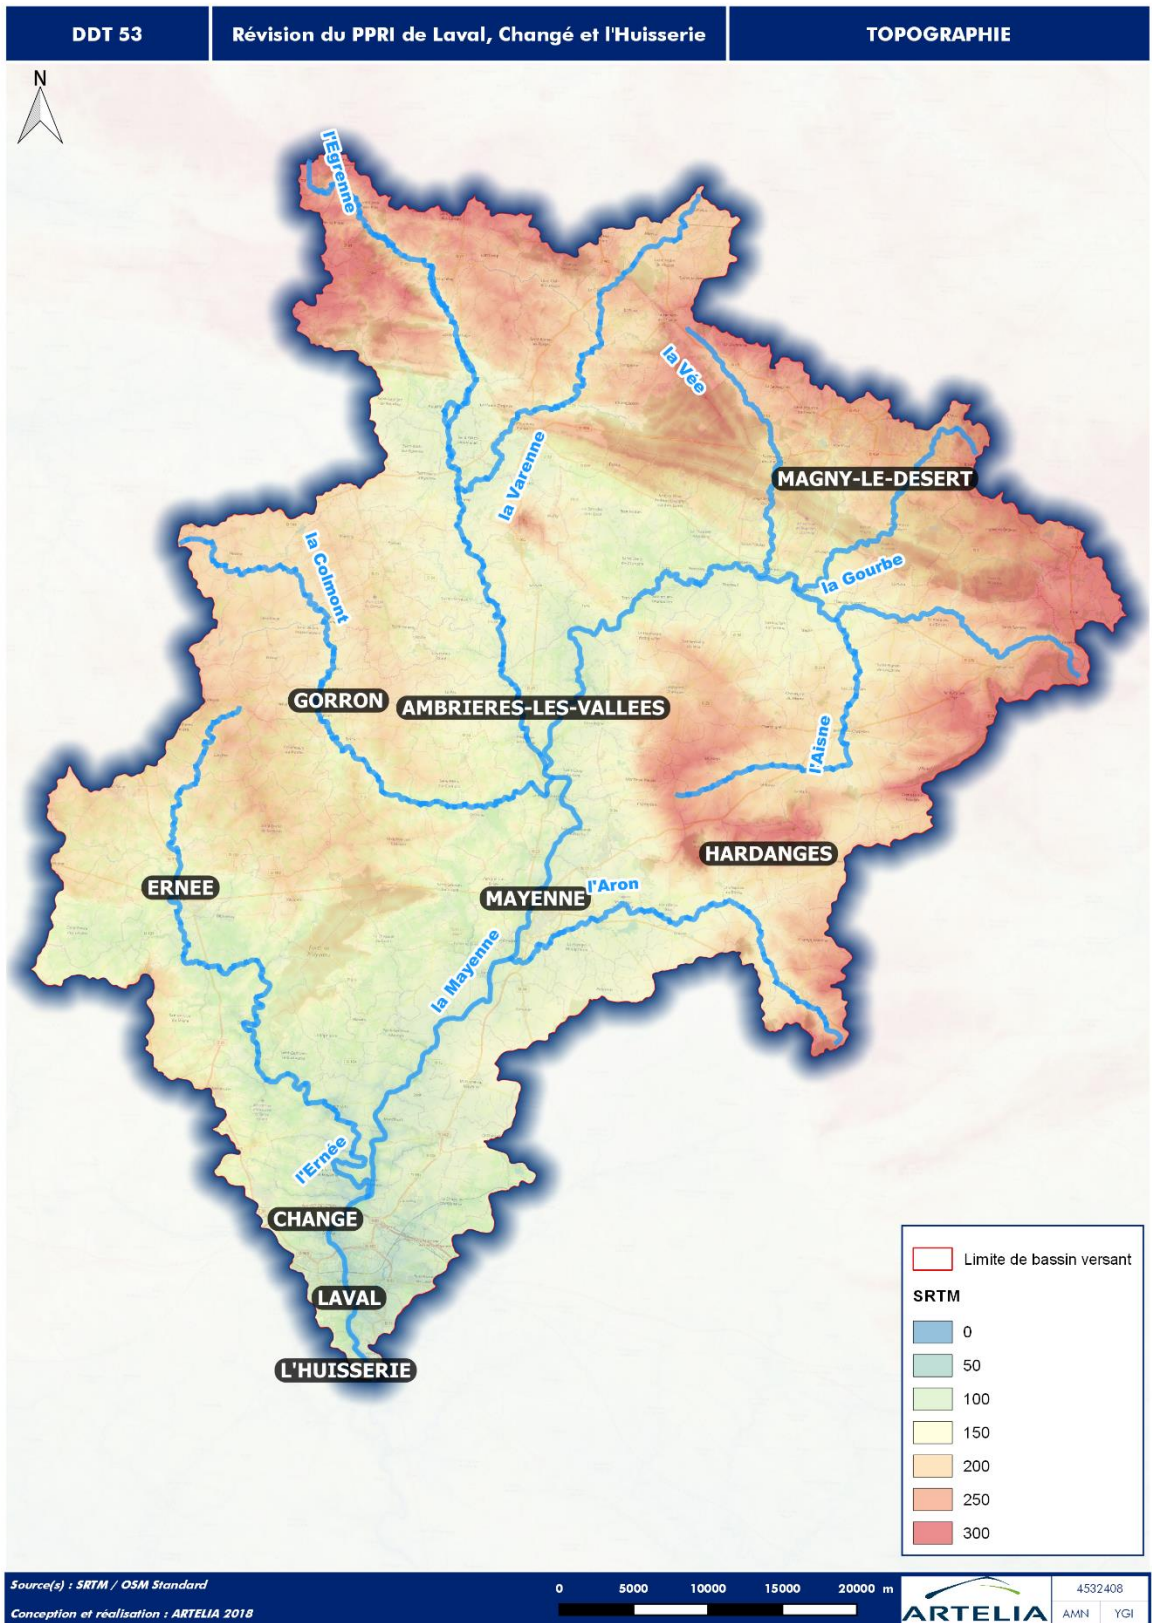 DDT 53
Révision du PPRI de Laval, Changé et l'Huisserie
TOPOGRAPHIE
N
l'Egrenne
la Vée
la Varenne
MAGNY-LE-DESERT
la Colmont
la Gourbe
GORRON
AMBRIERES-LES-VALLEES
l'Aisne
HARDANGES
ERNEE
MAYENNE
l'Aron
la Mayenne
l'Ernée
CHANGE
LAVAL
L'HUISSERIE
Limite de bassin versant
SRTM
0
50
100
150
200
250
300
Source(s) : SRTM / OSM Standard
Conception et réalisation : ARTELIA 2018
0 5000 10000 15000 20000 m
ARTELIA
4532408
AMN YGI